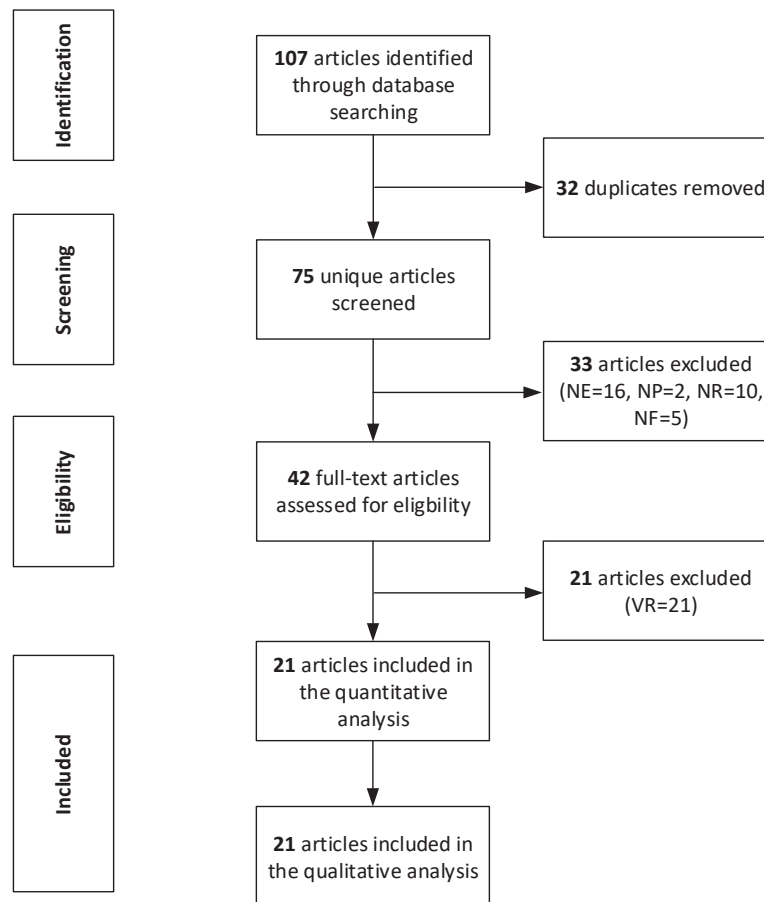 Identification
107 articles identified
through database
searching
32 duplicates removed
Screening
75 unique articles
screened
33 articles excluded
(NE=16, NP=2, NR=10,
NF=5)
Eligibility
42 full-text articles
assessed for eligbility
21 articles excluded
(VR=21)
Included
21 articles included in
the quantitative
analysis
21 articles included in
the qualitative analysis